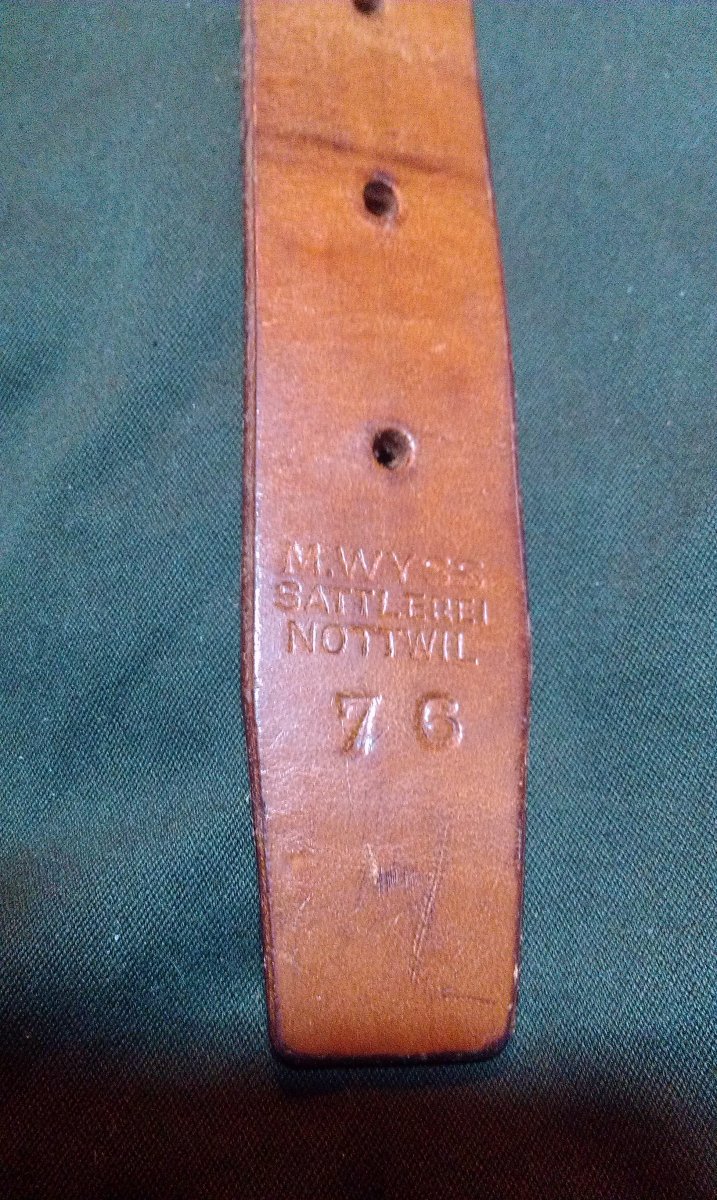 M. WYSS
SATTLEREI
NOTTWIL
76